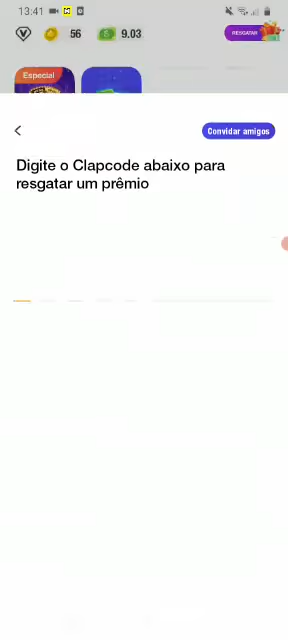 13:41
56
9.03
RESGATAR
Especial
Convidar amigos
Digite o Clapcode abaixo para
resgatar um prêmio